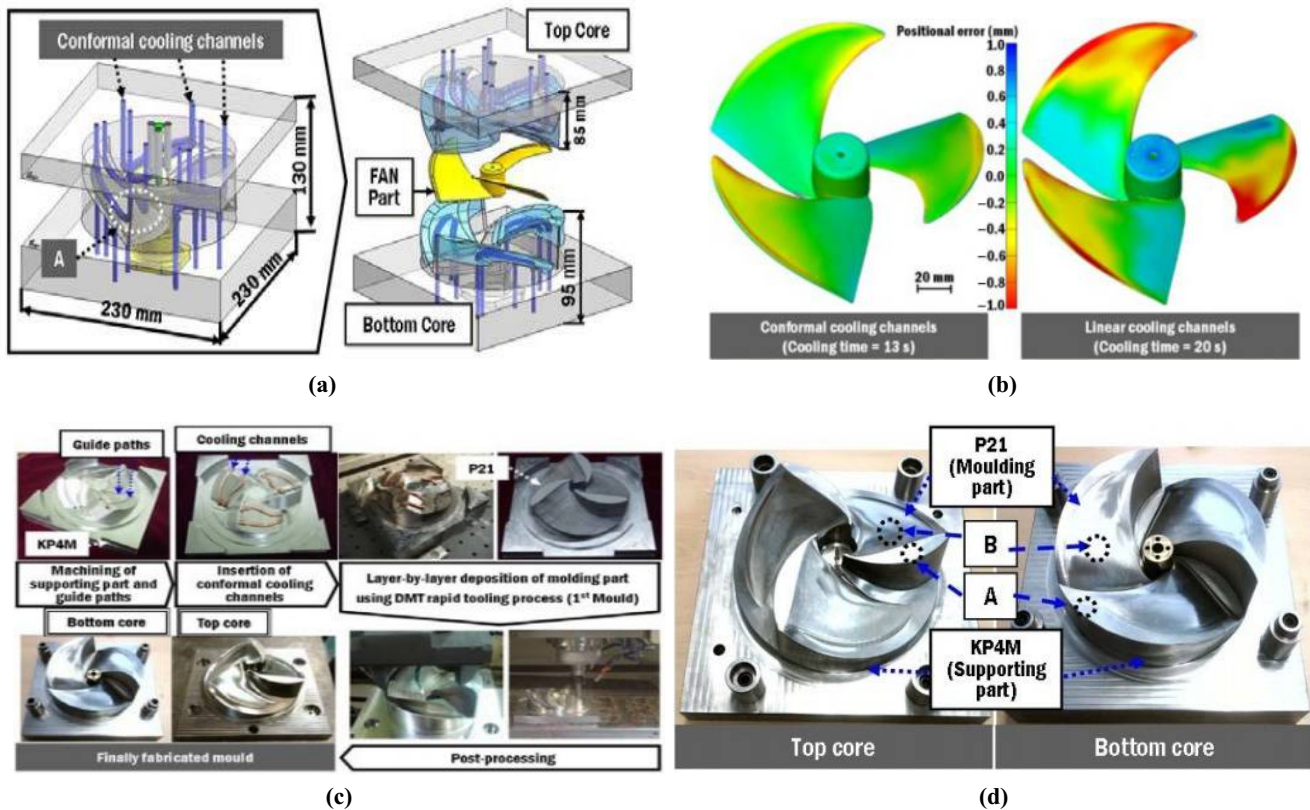 Conformal cooling channels
130 mm
A
230 mm
230 mm
Top Core
85 mm
FAN
Part
95 mm
Bottom Core
(a)
Positional error (mm)
1.0
0.8
0.6
0.4
0.2
0.0
−0.2
−0.4
−0.6
−0.8
−1.0
20 mm
Conformal cooling channels
(Cooling time = 13 s)
Linear cooling channels
(Cooling time = 20 s)
(b)
Guide paths
Cooling channels
P21
KP4M
Machining of
supporting part and
guide paths
Insertion of
conformal cooling
channels
Layer-by-layer deposition of molding part
using DMT rapid tooling process (1st Mould)
Bottom core
Top core
Finally fabricated mould
Post-processing
(c)
P21
(Moulding
part)
B
A
KP4M
(Supporting
part)
Top core
Bottom core
(d)